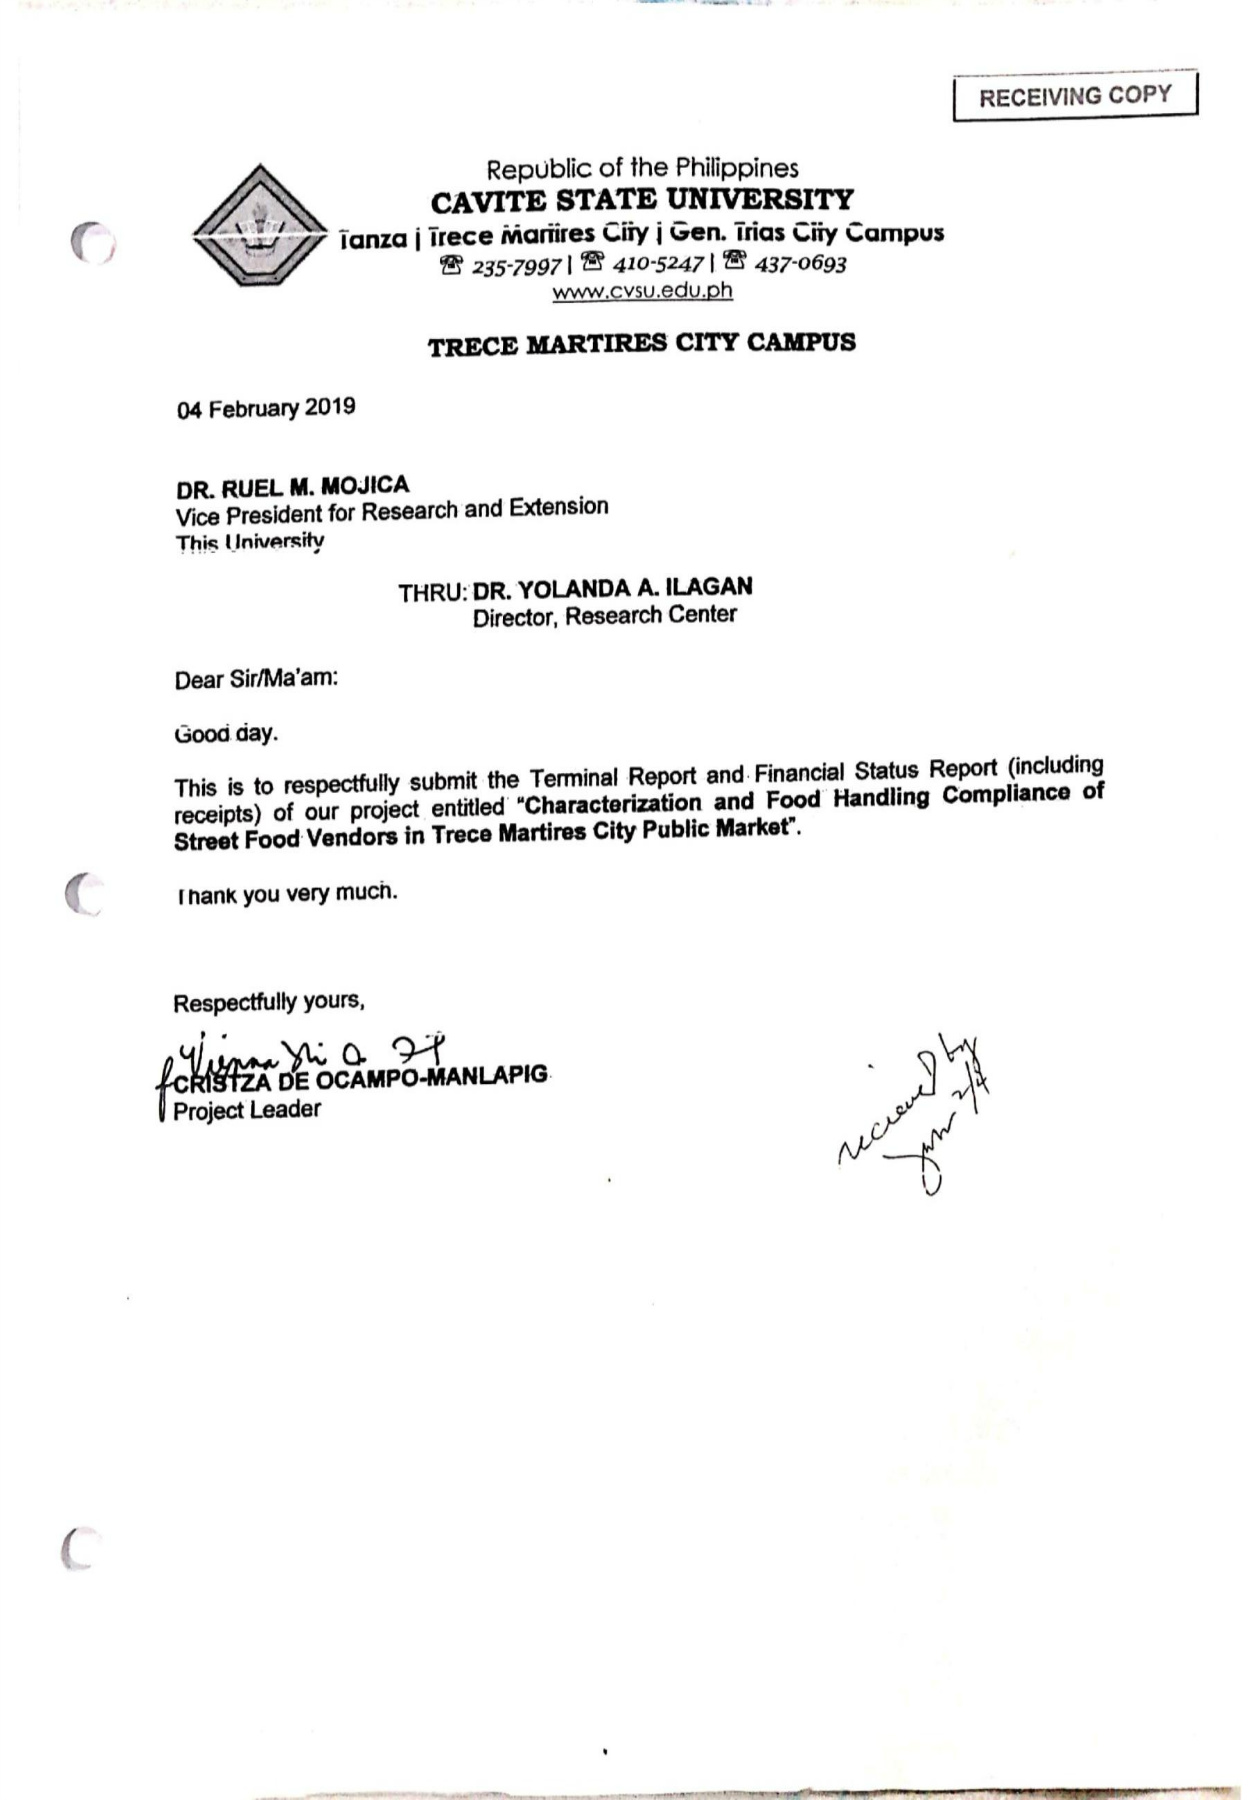 RECEIVING COPY
Republic of the Philippines
CAVITE STATE UNIVERSITY
Tanza | Trece Martires City | Gen. Trias City Campus
☎ 235-7997 | ☎ 410-5247 | ☎ 437-0693
www.cvsu.edu.ph
TRECE MARTIRES CITY CAMPUS
04 February 2019
DR. RUEL M. MOJICA
Vice President for Research and Extension
This University
THRU: DR. YOLANDA A. ILAGAN
Director, Research Center
Dear Sir/Ma'am:
Good day.
This is to respectfully submit the Terminal Report and Financial Status Report (including
receipts) of our project entitled "Characterization and Food Handling Compliance of
Street Food Vendors in Trece Martires City Public Market".
Thank you very much.
Respectfully yours,
CRISTZA DE OCAMPO-MANLAPIG
Project Leader
recieved by
2/4